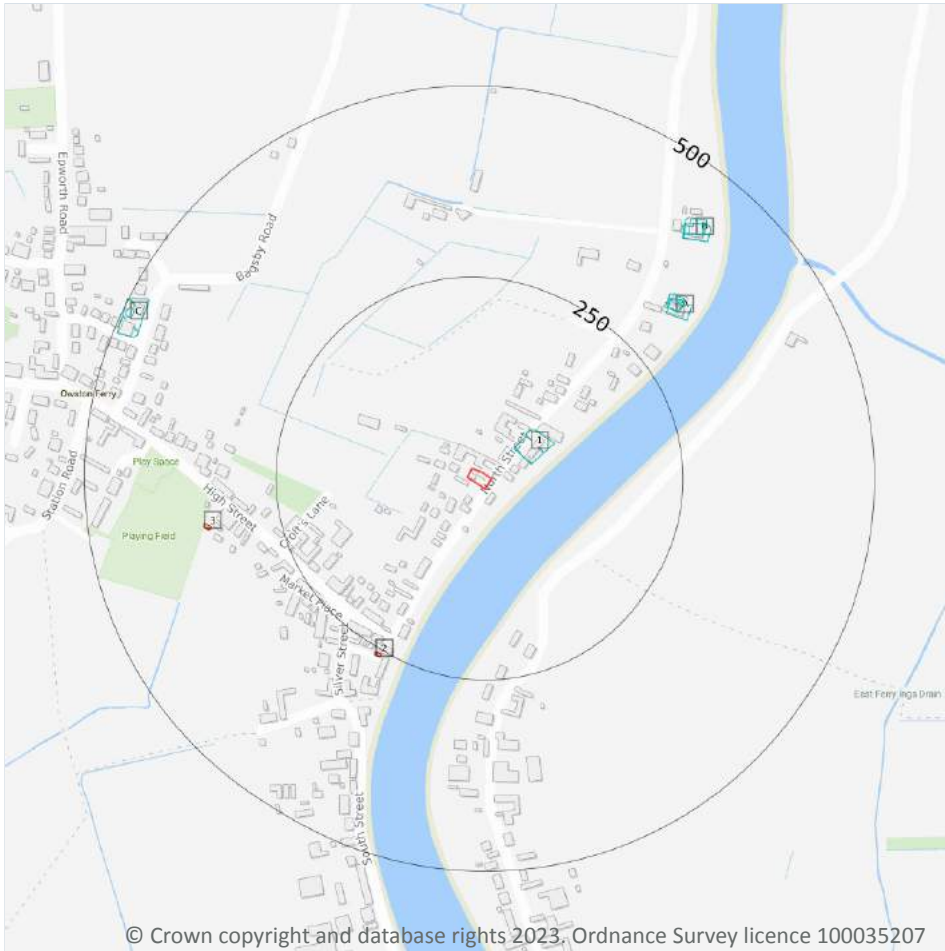 500
Epworth Road
Bagsby Road
250
C
Owston Ferry
1
North Street
Play Space
Station Road
High Street
3
Crofts Lane
Playing Field
Market Place
2
Silver Street
East Ferry Ings Drain
South Street
© Crown copyright and database rights 2023. Ordnance Survey licence 100035207